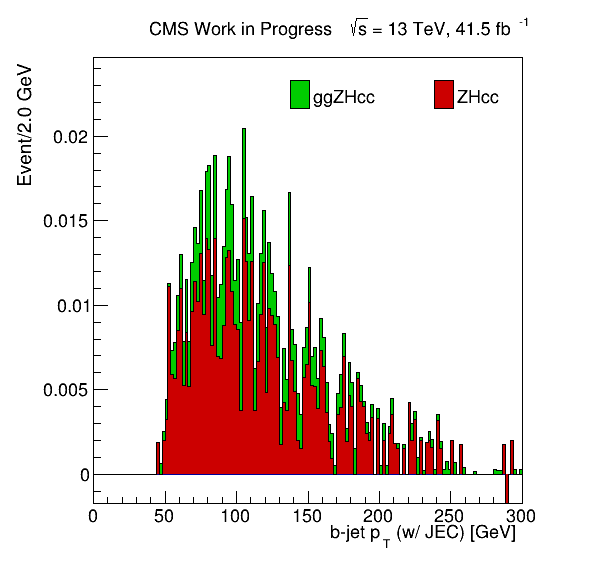 CMS Work in Progress √s = 13 TeV, 41.5 fb -1
Event/2.0 GeV
ggZHcc ZHcc
0.02
0.015
0.01
0.005
0
0 50 100 150 200 250 300
b-jet p_T (w/ JEC) [GeV]